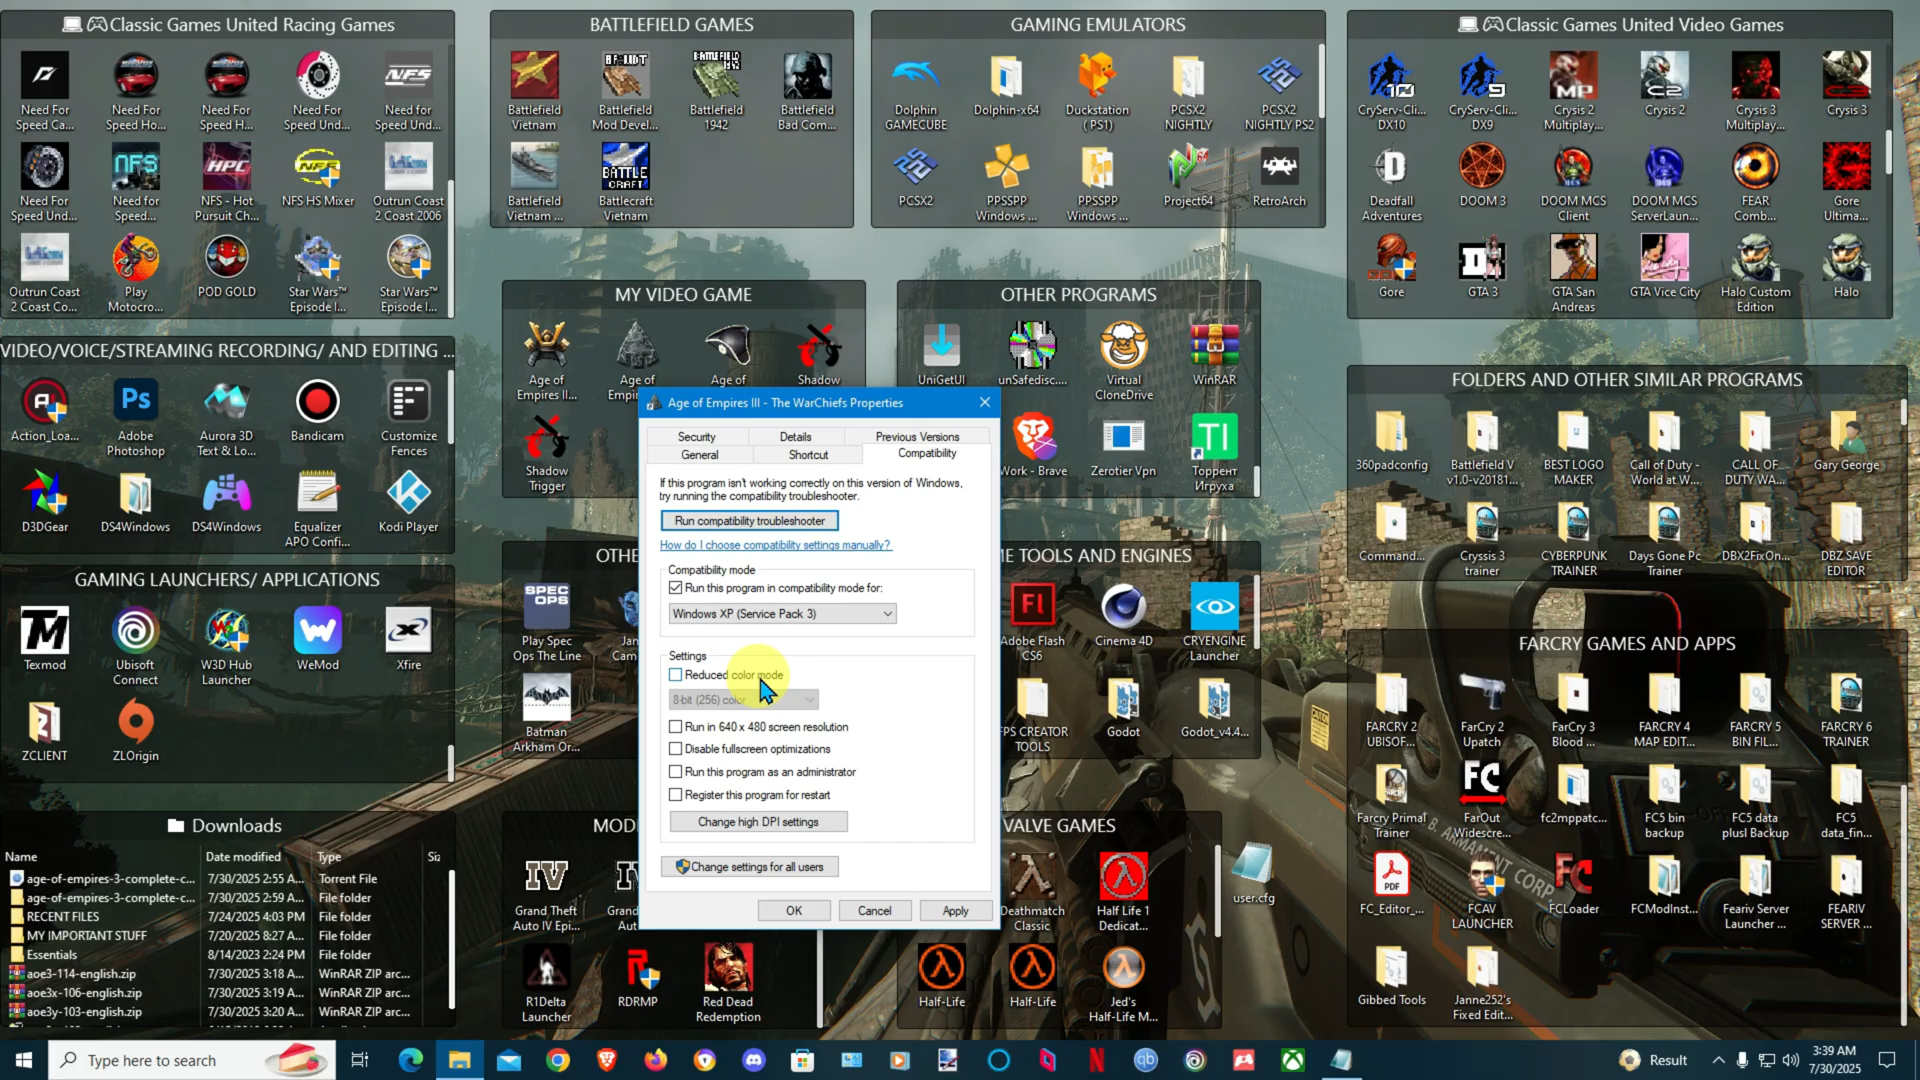 Classic Games United Racing Games
Need For Speed Ca...
Need For Speed Ho...
Need For Speed H...
Need For Speed Und...
Need for Speed Und...
Need For Speed Und...
Need for Speed...
NFS - Hot Pursuit Ch...
NFS HS Mixer
Outrun Coast 2 Coast 2006
Outrun Coast 2 Coast Co...
Play Motocro...
POD GOLD
Star Wars™ Episode I...
Star Wars™ Episode I...
BATTLEFIELD GAMES
Battlefield Vietnam
Battlefield Mod Devel...
Battlefield 1942
Battlefield Bad Com...
Battlefield Vietnam ...
Battlecraft Vietnam
GAMING EMULATORS
Dolphin GAMECUBE
Dolphin-x64
Duckstation (PS1)
PCSX2 NIGHTLY
PCSX2 NIGHTLY PS2
PCSX2
PPSSPP Windows ...
PPSSPP Windows ...
Project64
RetroArch
Classic Games United Video Games
CryServ-Cli... DX10
CryServ-Cli... DX9
Crysis 2 Multiplay...
Crysis 2
Crysis 3 Multiplay...
Crysis 3
Deadfall Adventures
DOOM 3
DOOM MCS Client
DOOM MCS ServerLaun...
FEAR Comb...
Gore Ultima...
Gore
GTA 3
GTA San Andreas
GTA Vice City
Halo Custom Edition
Halo
VIDEO/VOICE/STREAMING RECORDING/ AND EDITING ...
Action_Loa...
Adobe Photoshop
Aurora 3D Text & Lo...
Bandicam
Customize Fences
D3DGear
DS4Windows
DS4Windows
Equalizer APO Confi...
Kodi Player
MY VIDEO GAME
Age of Empires II...
Age of Empir
Age of
Shadow
Shadow Trigger
OTHER PROGRAMS
UniGetUI
unSafedisc....
Virtual CloneDrive
WinRAR
Work - Brave
Zerotier Vpn
Торрент Игруха
FOLDERS AND OTHER SIMILAR PROGRAMS
360padconfig
Battlefield V v1.0-v20181...
BEST LOGO MAKER
Call of Duty - World at W...
CALL OF DUTY WA...
Gary George
Command...
Cryssis 3 trainer
CYBERPUNK TRAINER
Days Gone Pc Trainer
DBX2FixOn...
DBZ SAVE EDITOR
GAMING LAUNCHERS/ APPLICATIONS
Texmod
Ubisoft Connect
W3D Hub Launcher
WeMod
Xfire
ZCLIENT
ZLOrigin
OTHE
Play Spec Ops The Line
Jan
Cam
Batman Arkham Or...
ME TOOLS AND ENGINES
Adobe Flash CS6
Cinema 4D
CRYENGINE Launcher
FPS CREATOR TOOLS
Godot
Godot_v4.4...
FARCRY GAMES AND APPS
FARCRY 2 UBISOF...
FarCry 2 Upatch
FarCry 3 Blood ...
FARCRY 4 MAP EDIT...
FARCRY 5 BIN FIL...
FARCRY 6 TRAINER
Farcry Primal Trainer
FarOut Widescre...
fc2mppatc...
FC5 bin backup
FC5 data plusl Backup
FC5 data_fin...
FC_Editor_...
FCAV LAUNCHER
FCLoader
FCModInst...
Feariv Server Launcher ...
FEARIV SERVER ...
Gibbed Tools
Janne252's Fixed Edit...
Age of Empires III - The WarChiefs Properties
Security
Details
Previous Versions
General
Shortcut
Compatibility
If this program isn't working correctly on this version of Windows,
try running the compatibility troubleshooter.
Run compatibility troubleshooter
How do I choose compatibility settings manually?
Compatibility mode
Run this program in compatibility mode for:
Windows XP (Service Pack 3)
Settings
Reduced color mode
8-bit (256) color
Run in 640 x 480 screen resolution
Disable fullscreen optimizations
Run this program as an administrator
Register this program for restart
Change high DPI settings
Change settings for all users
OK
Cancel
Apply
Downloads
Name
Date modified
Type
Siz
age-of-empires-3-complete-c... 7/30/2025 2:55 A... Torrent File
age-of-empires-3-complete-c... 7/30/2025 2:59 A... File folder
RECENT FILES 7/24/2025 4:03 PM File folder
MY IMPORTANT STUFF 7/20/2025 8:27 A... File folder
Essentials 8/14/2023 2:24 PM File folder
aoe3-114-english.zip 7/30/2025 3:18 A... WinRAR ZIP arc...
aoe3x-106-english.zip 7/30/2025 3:19 A... WinRAR ZIP arc...
aoe3y-103-english.zip 7/30/2025 3:20 A... WinRAR ZIP arc...
MODI
Grand Theft Auto IV Epi...
Grand
Auto
R1Delta Launcher
RDRMP
Red Dead Redemption
VALVE GAMES
Deathmatch Classic
Half Life 1 Dedicat...
Half-Life
Half-Life
Jed's Half-Life M...
user.cfg
Type here to search
Result
3:39 AM
7/30/2025